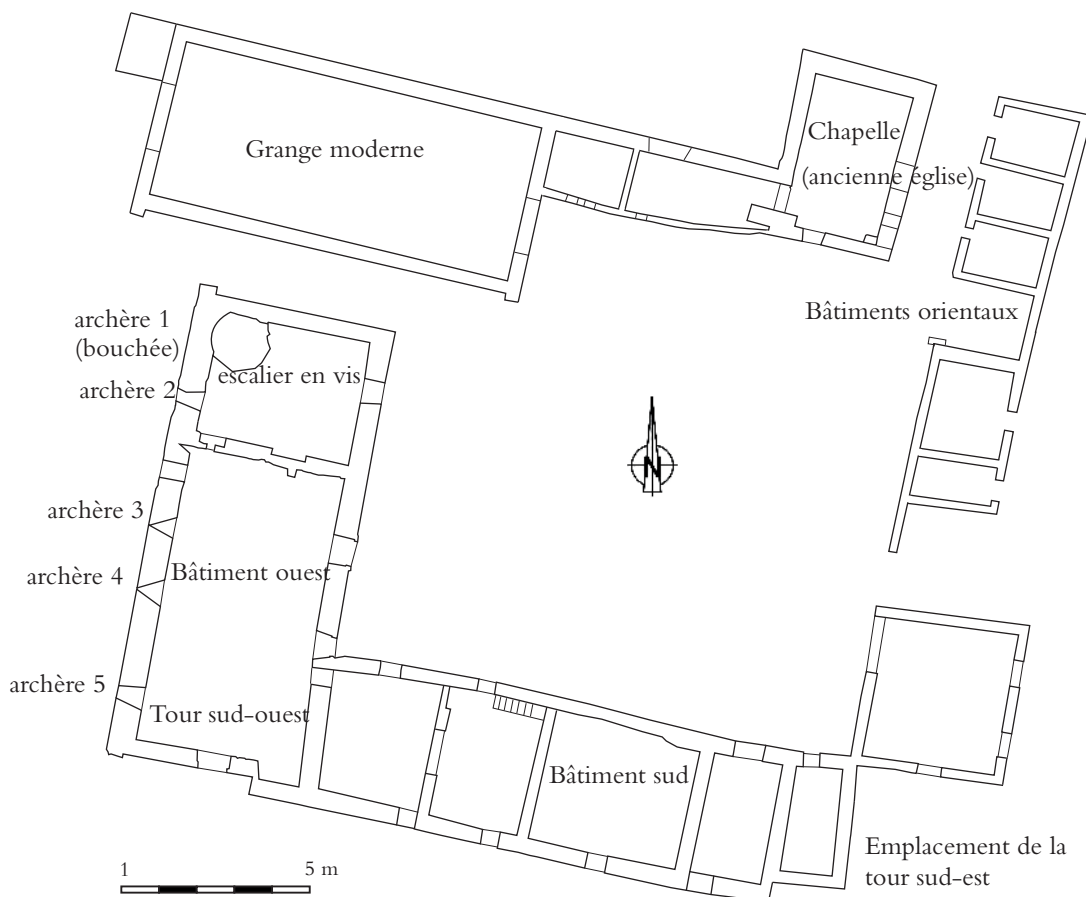 Grange moderne
Chapelle
(ancienne église)
Bâtiments orientaux
archère 1
(bouchée)
escalier en vis
archère 2
N
archère 3
Bâtiment ouest
archère 4
archère 5
Tour sud-ouest
Bâtiment sud
Emplacement de la
tour sud-est
1 5 m